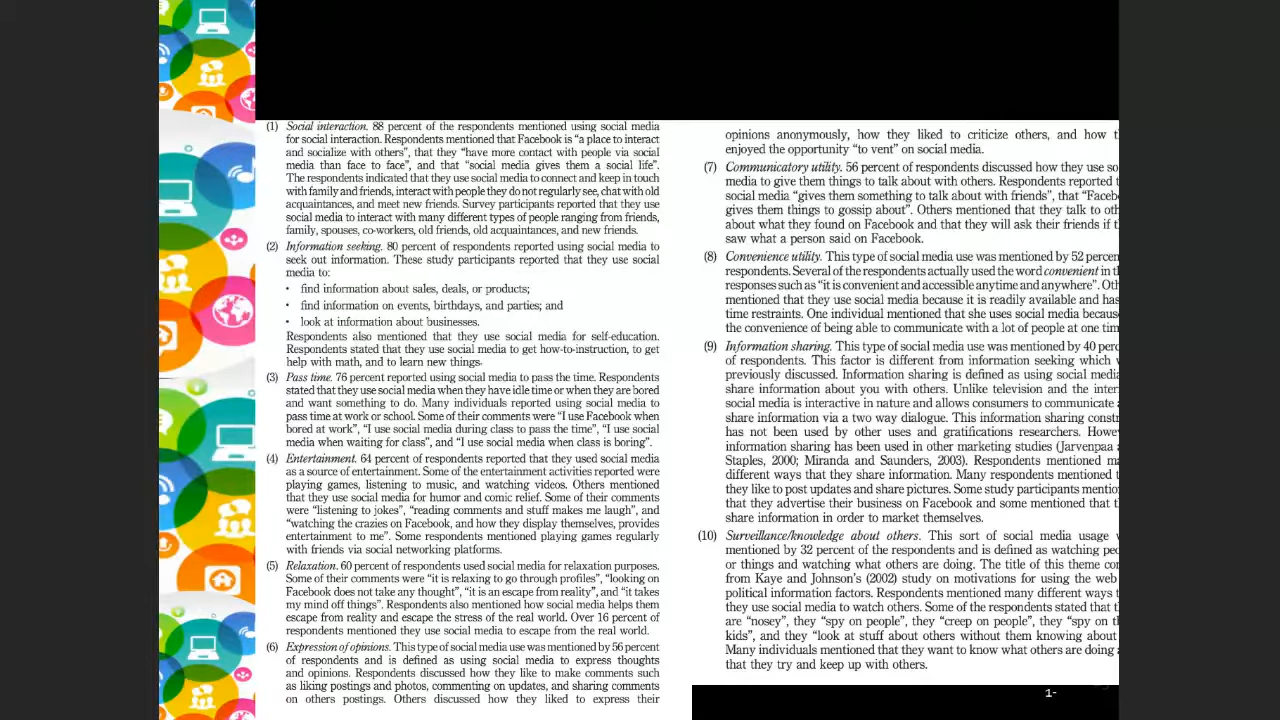 (1) Social interaction. 88 percent of the respondents mentioned using social media
for social interaction. Respondents mentioned that Facebook is “a place to interact
and socialize with others”, that they “have more contact with people via social
media than face to face”, and that “social media gives them a social life”.
The respondents indicated that they use social media to connect and keep in touch
with family and friends, interact with people they do not regularly see, chat with old
acquaintances, and meet new friends. Survey participants reported that they use
social media to interact with many different types of people ranging from friends,
family, spouses, co-workers, old friends, old acquaintances, and new friends.
(2) Information seeking. 80 percent of respondents reported using social media to
seek out information. These study participants reported that they use social
media to:
• find information about sales, deals, or products;
• find information on events, birthdays, and parties; and
• look at information about businesses.
Respondents also mentioned that they use social media for self-education.
Respondents stated that they use social media to get how-to-instruction, to get
help with math, and to learn new things.
(3) Pass time. 76 percent reported using social media to pass the time. Respondents
stated that they use social media when they have idle time or when they are bored
and want something to do. Many individuals reported using social media to
pass time at work or school. Some of their comments were “I use Facebook when
bored at work”, “I use social media during class to pass the time”, “I use social
media when waiting for class”, and “I use social media when class is boring”.
(4) Entertainment. 64 percent of respondents reported that they used social media
as a source of entertainment. Some of the entertainment activities reported were
playing games, listening to music, and watching videos. Others mentioned
that they use social media for humor and comic relief. Some of their comments
were “listening to jokes”, “reading comments and stuff makes me laugh”, and
“watching the crazies on Facebook, and how they display themselves, provides
entertainment to me”. Some respondents mentioned playing games regularly
with friends via social networking platforms.
(5) Relaxation. 60 percent of respondents used social media for relaxation purposes.
Some of their comments were “it is relaxing to go through profiles”, “looking on
Facebook does not take any thought”, “it is an escape from reality”, and “it takes
my mind off things”. Respondents also mentioned how social media helps them
escape from reality and escape the stress of the real world. Over 16 percent of
respondents mentioned they use social media to escape from the real world.
(6) Expression of opinions. This type of social media use was mentioned by 56 percent
of respondents and is defined as using social media to express thoughts
and opinions. Respondents discussed how they like to make comments such
as liking postings and photos, commenting on updates, and sharing comments
on others postings. Others discussed how they liked to express their
opinions anonymously, how they liked to criticize others, and how t
enjoyed the opportunity “to vent” on social media.
(7) Communicatory utility. 56 percent of respondents discussed how they use so
media to give them things to talk about with others. Respondents reported t
social media “gives them something to talk about with friends”, that “Faceb
gives them things to gossip about”. Others mentioned that they talk to oth
about what they found on Facebook and that they will ask their friends if t
saw what a person said on Facebook.
(8) Convenience utility. This type of social media use was mentioned by 52 percen
respondents. Several of the respondents actually used the word convenient in t
responses such as “it is convenient and accessible anytime and anywhere”. Oth
mentioned that they use social media because it is readily available and has
time restraints. One individual mentioned that she uses social media becaus
the convenience of being able to communicate with a lot of people at one tim
(9) Information sharing. This type of social media use was mentioned by 40 perc
of respondents. This factor is different from information seeking which
previously discussed. Information sharing is defined as using social media
share information about you with others. Unlike television and the inter
social media is interactive in nature and allows consumers to communicate
share information via a two way dialogue. This information sharing constr
has not been used by other uses and gratifications researchers. Howev
information sharing has been used in other marketing studies (Jarvenpaa
Staples, 2000; Miranda and Saunders, 2003). Respondents mentioned ma
different ways that they share information. Many respondents mentioned t
they like to post updates and share pictures. Some study participants mentio
that they advertise their business on Facebook and some mentioned that t
share information in order to market themselves.
(10) Surveillance/knowledge about others. This sort of social media usage
mentioned by 32 percent of the respondents and is defined as watching peo
or things and watching what others are doing. The title of this theme co
from Kaye and Johnson’s (2002) study on motivations for using the web
political information factors. Respondents mentioned many different ways t
they use social media to watch others. Some of the respondents stated that t
are “nosey”, they “spy on people”, they “creep on people”, they “spy on t
kids”, and they “look at stuff about others without them knowing about
Many individuals mentioned that they want to know what others are doing
that they try and keep up with others.
1-